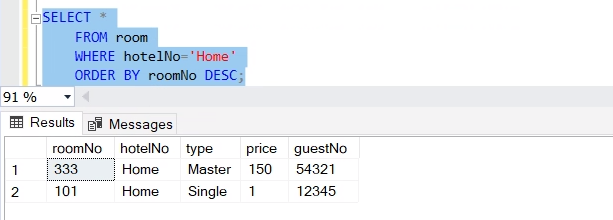 SELECT *
FROM room
WHERE hotelNo='Home'
ORDER BY roomNo DESC;
91 %
Results Messages
roomNo hotelNo type price guestNo
1 333 Home Master 150 54321
2 101 Home Single 1 12345